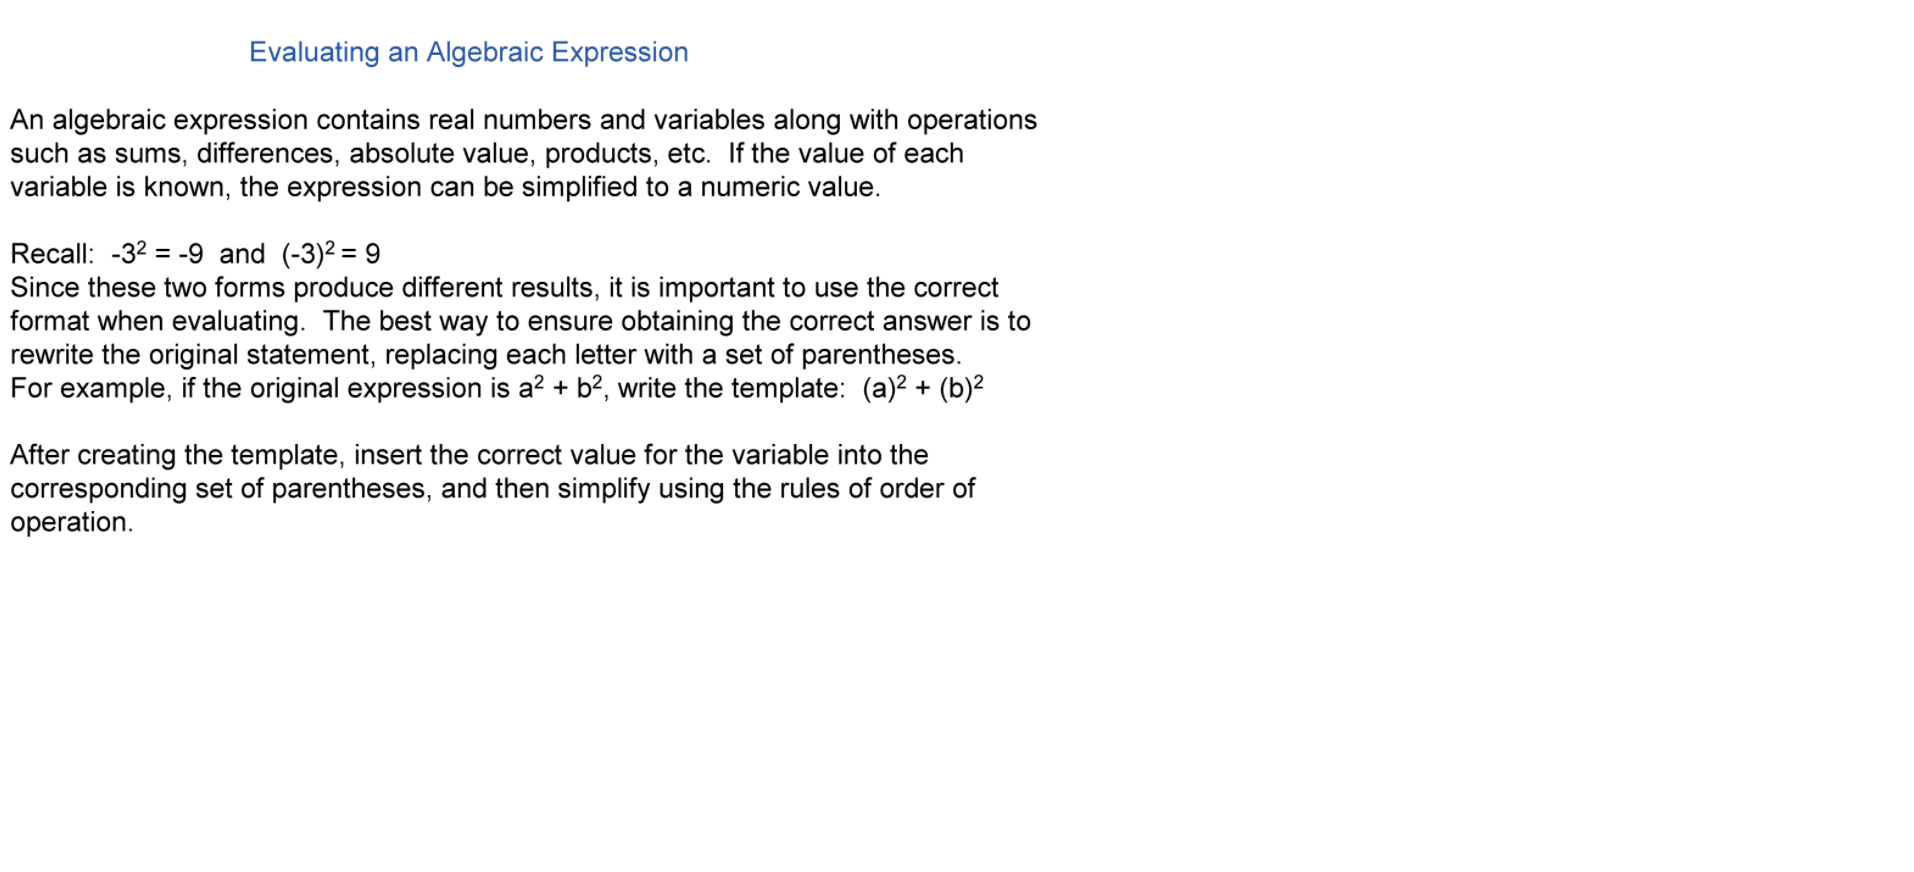 Evaluating an Algebraic Expression
An algebraic expression contains real numbers and variables along with operations
such as sums, differences, absolute value, products, etc.  If the value of each
variable is known, the expression can be simplified to a numeric value.
Recall:  -3² = -9  and  (-3)² = 9
Since these two forms produce different results, it is important to use the correct
format when evaluating.  The best way to ensure obtaining the correct answer is to
rewrite the original statement, replacing each letter with a set of parentheses.
For example, if the original expression is a² + b², write the template:  (a)² + (b)²
After creating the template, insert the correct value for the variable into the
corresponding set of parentheses, and then simplify using the rules of order of
operation.